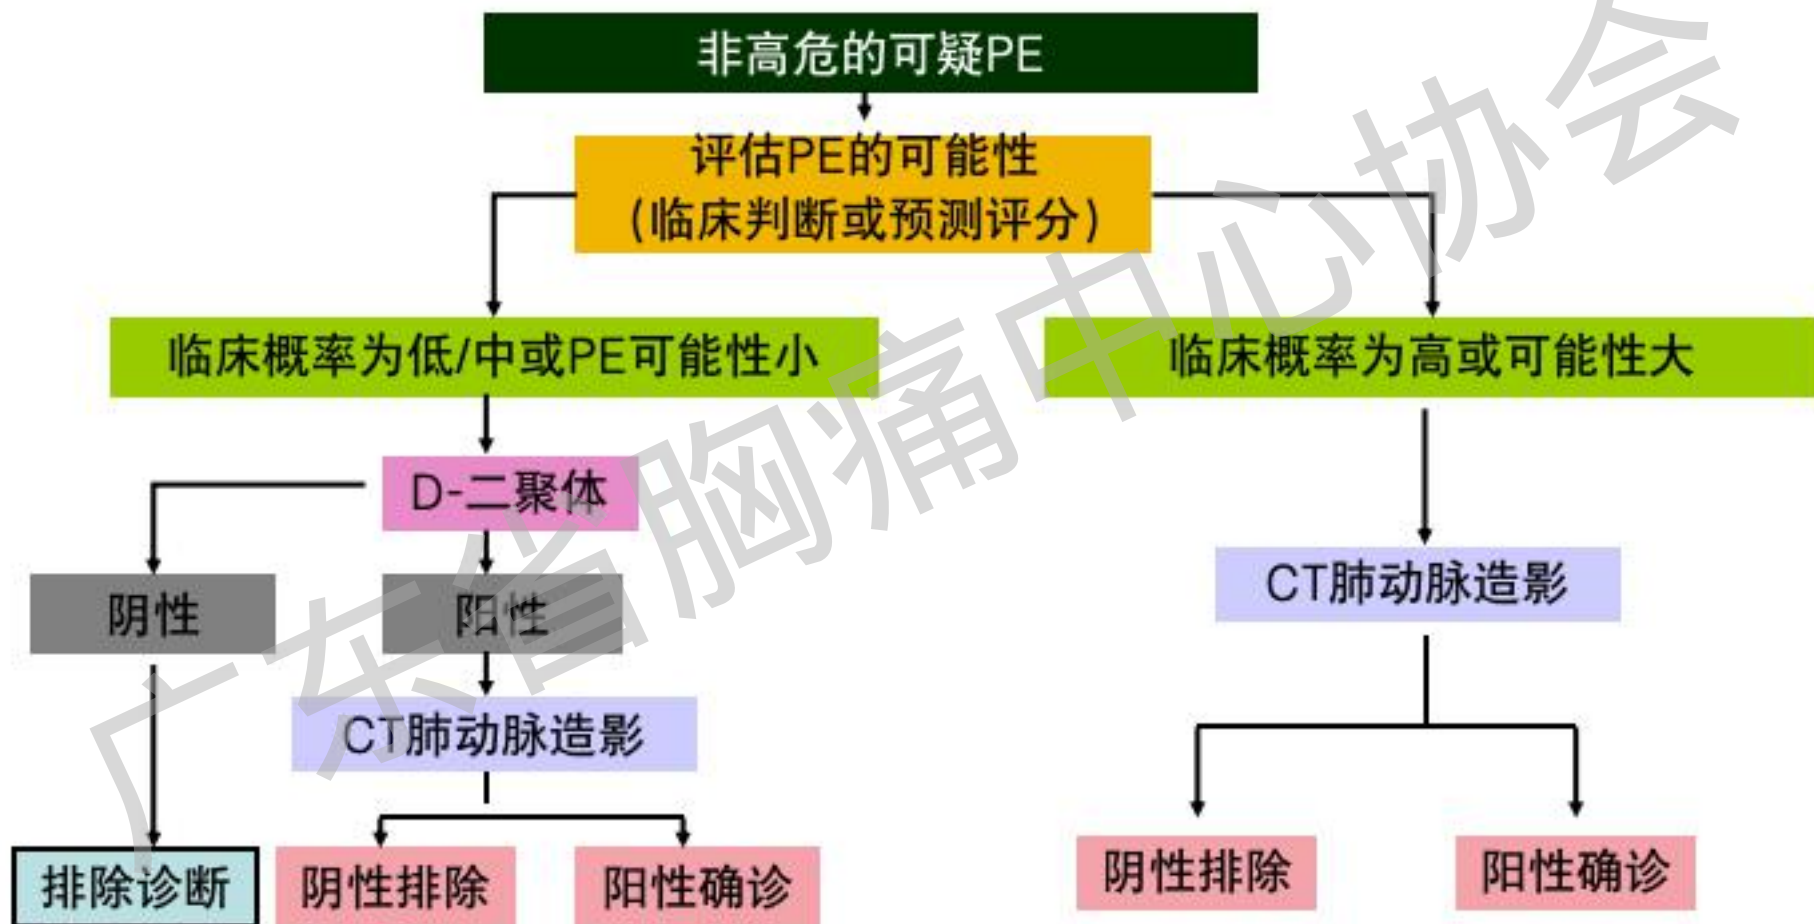 非高危的可疑PE
评估PE的可能性
(临床判断或预测评分)
临床概率为低/中或PE可能性小
临床概率为高或可能性大
D-二聚体
阴性
阳性
CT肺动脉造影
CT肺动脉造影
排除诊断
阴性排除
阳性确诊
阴性排除
阳性确诊
广东省胸痛中心协会